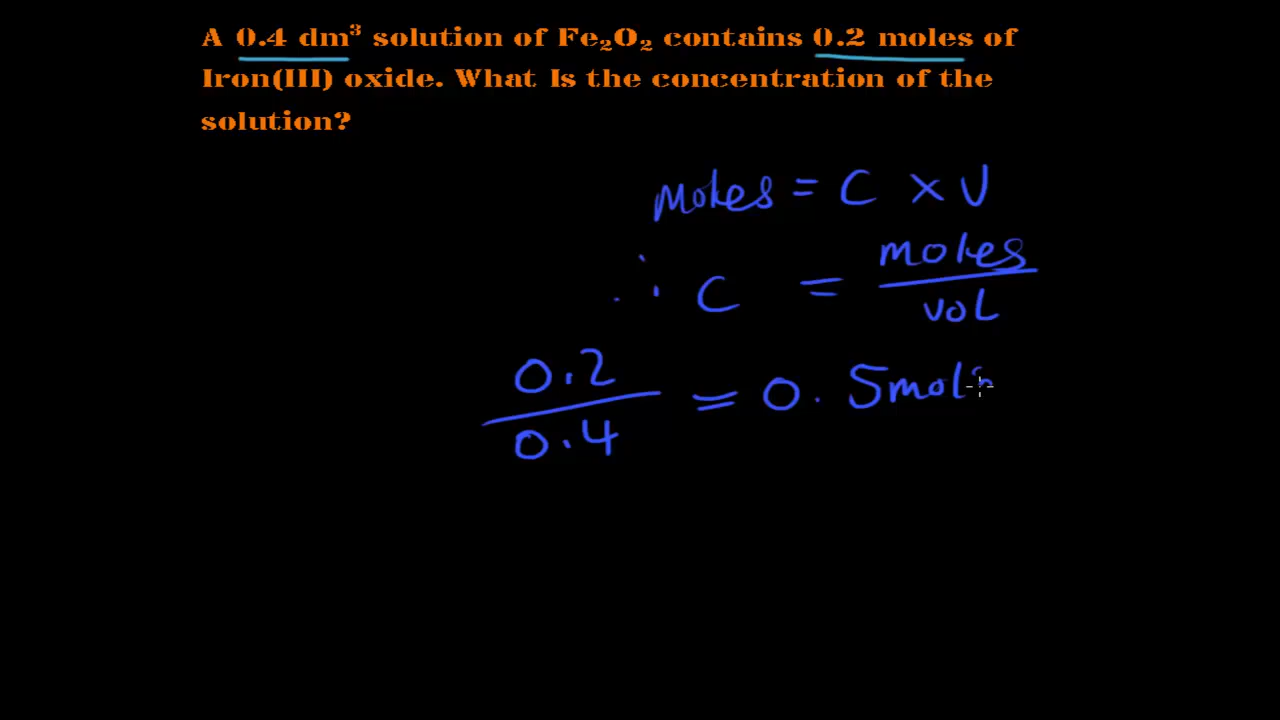 A 0.4 dm³ solution of Fe₂O₂ contains 0.2 moles of
Iron(III) oxide. What Is the concentration of the
solution?
moles = C × V
∴ C = moles
vol
0.2
0.4
= 0.5mols